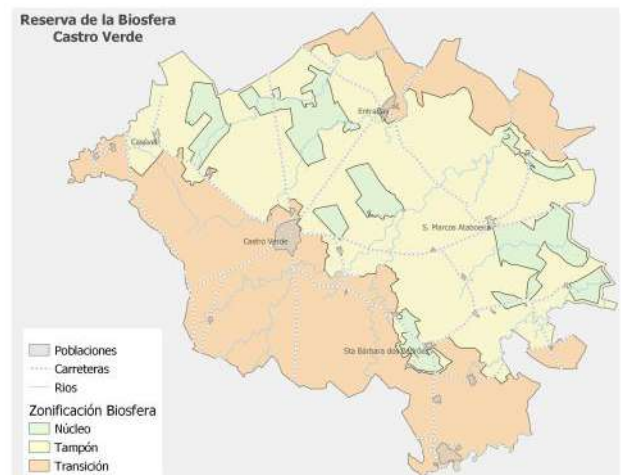 Reserva de la Biosfera
Castro Verde
Entradas
Casével
Castro Verde
S. Marcos Ataboeira
Sta Bárbara dos Padrões
Poblaciones
Carreteras
Rios
Zonificación Biosfera
Núcleo
Tampón
Transición